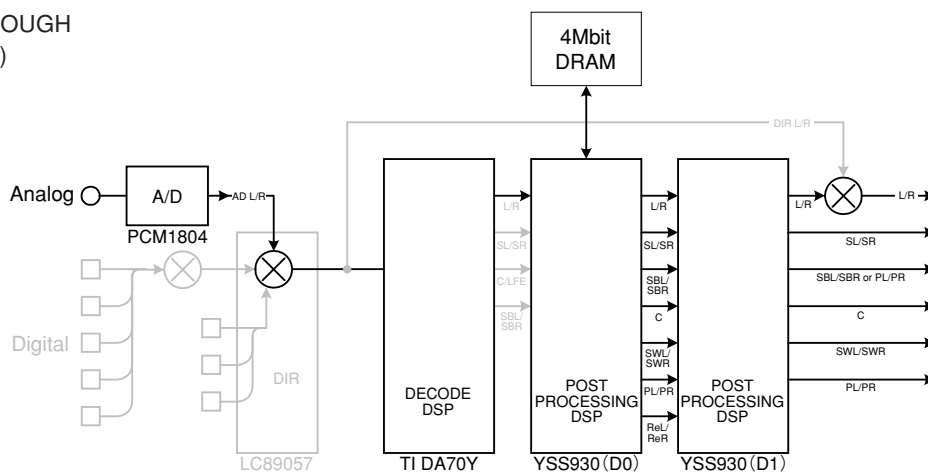 OUGH
)
4Mbit
DRAM
DIR L/R
Analog
A/D
AD L/R
PCM1804
L/R
L/R
L/R
L/R
SL/SR
SL/SR
SL/SR
C/LFE
SBL/
SBR
SBL/SBR or PL/PR
SBL/
SBR
C
C
Digital
SWL/
SWR
SWL/SWR
DIR
PL/PR
PL/PR
DECODE
DSP
POST
PROCESSING
DSP
POST
PROCESSING
DSP
ReL/
ReR
LC89057
TI DA70Y
YSS930(D0)
YSS930(D1)